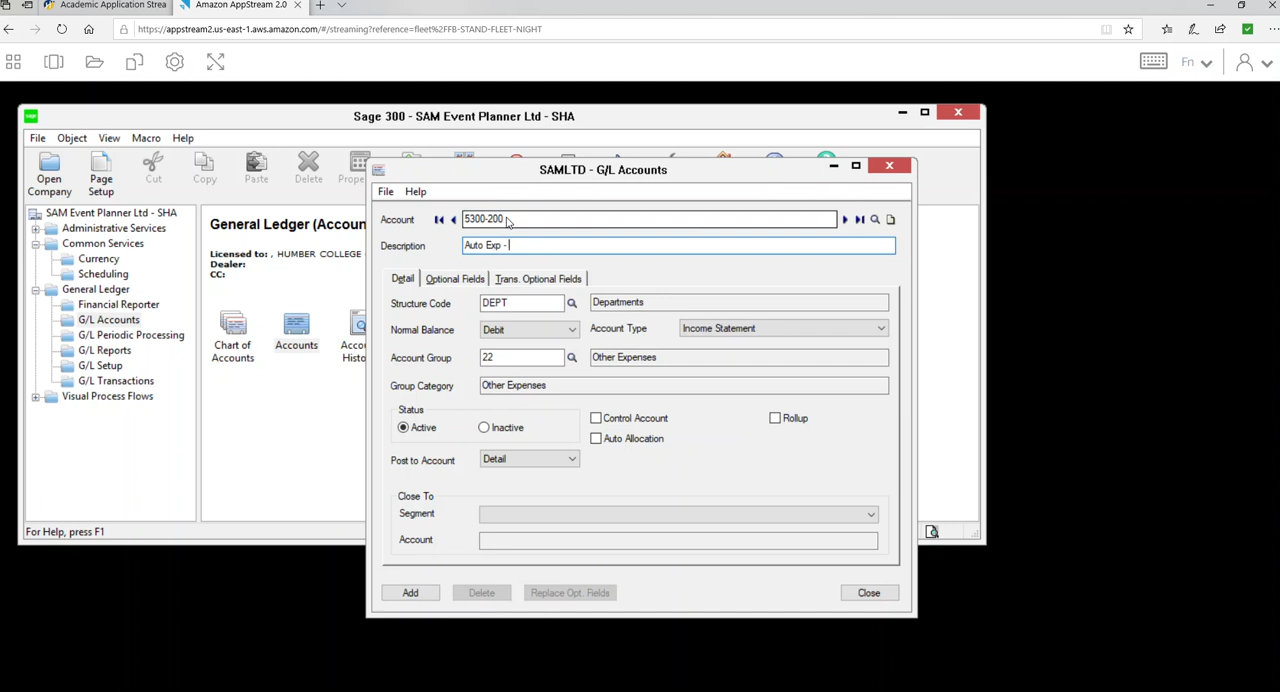 Academic Application Strea
Amazon AppStream 2.0
https://appstream2.us-east-1.aws.amazon.com/#/streaming?reference=fleet%2FFB-STAND-FLEET-NIGHT
Fn
sage
Sage 300 - SAM Event Planner Ltd - SHA
File Object View Macro Help
Open Company
Page Setup
Cut
Copy
Paste
Delete
Prope
SAM Event Planner Ltd - SHA
Administrative Services
Common Services
Currency
Scheduling
General Ledger
Financial Reporter
G/L Accounts
G/L Periodic Processing
G/L Reports
G/L Setup
G/L Transactions
Visual Process Flows
General Ledger (Accoun
Licensed to: , HUMBER COLLEGE
Dealer:
CC:
Chart of Accounts
Accounts
Accou
Histo
For Help, press F1
SAMLTD - G/L Accounts
File Help
Account 5300-200
Description Auto Exp -
Detail Optional Fields Trans. Optional Fields
Structure Code DEPT Departments
Normal Balance Debit Account Type Income Statement
Account Group 22 Other Expenses
Group Category Other Expenses
Status
Active Inactive
Control Account Rollup
Auto Allocation
Post to Account Detail
Close To
Segment
Account
Add Delete Replace Opt. Fields Close